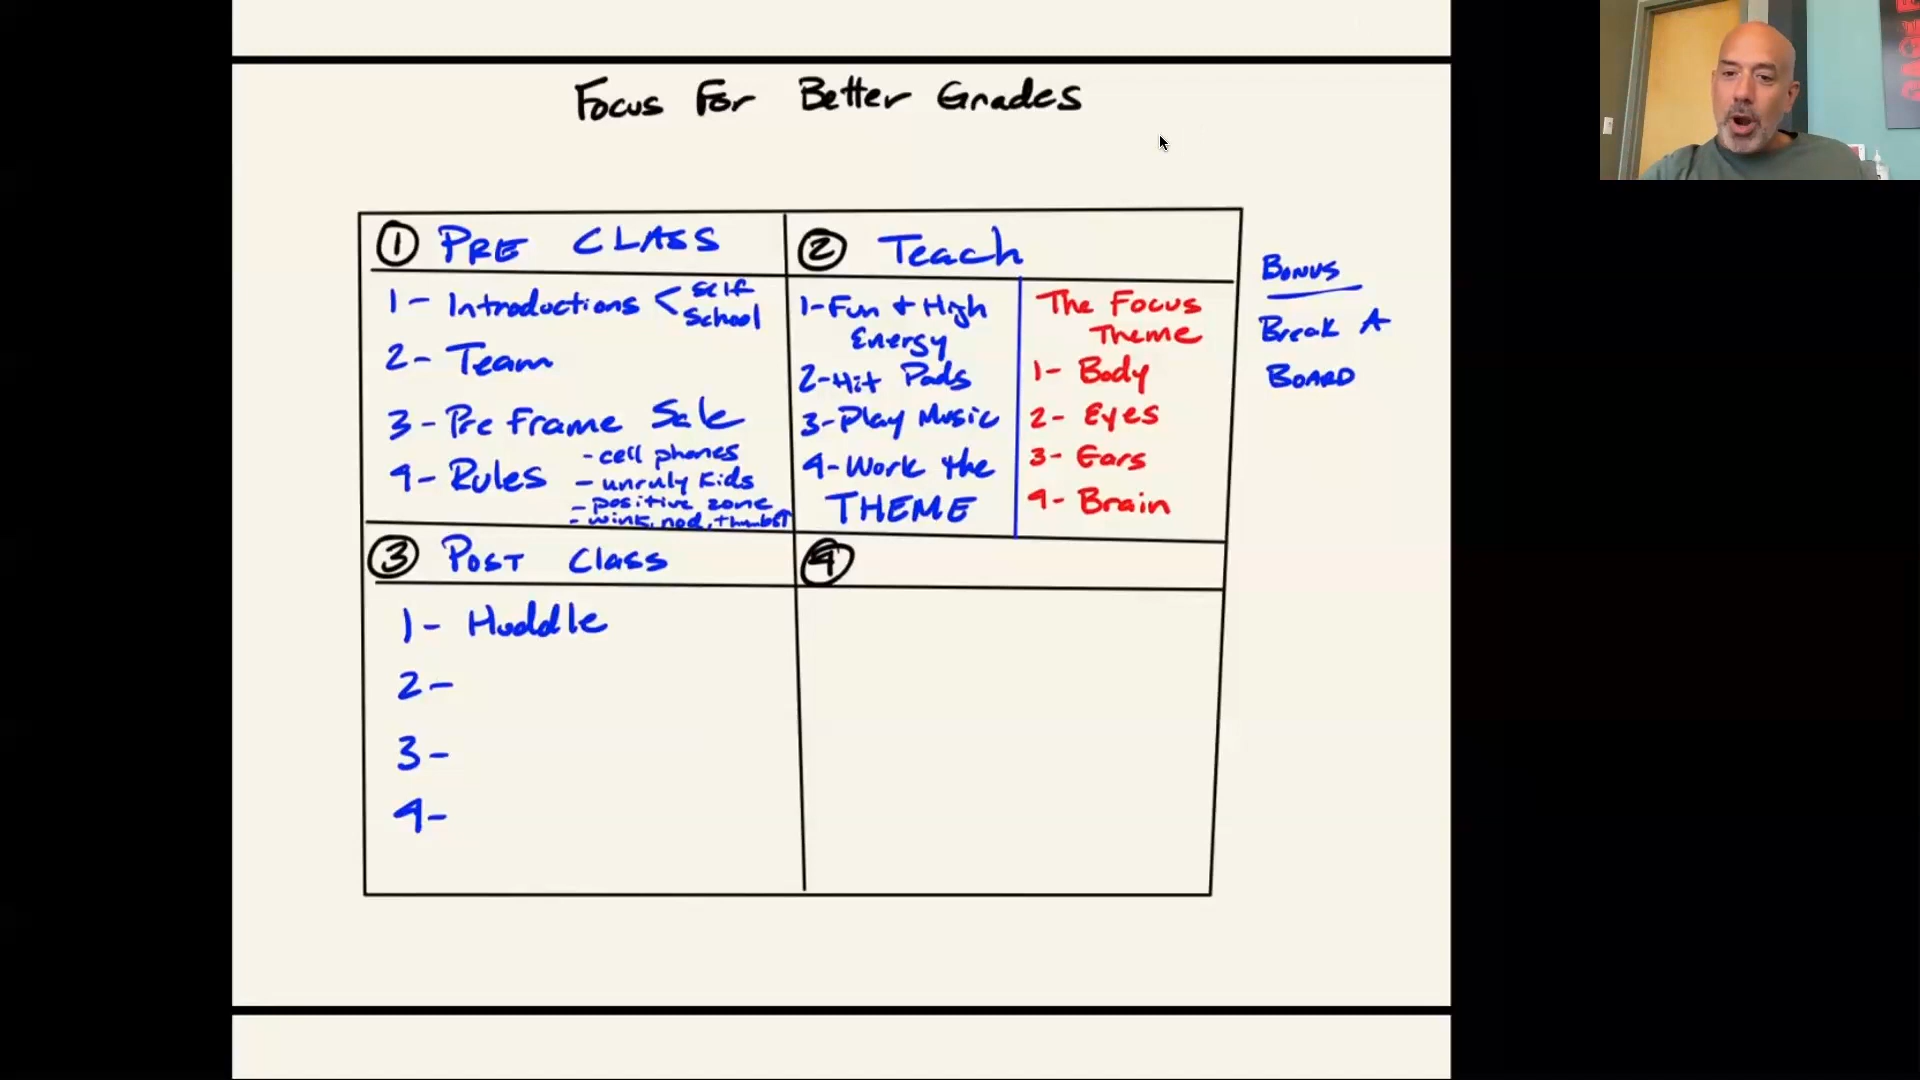 Focus For Better Grades
① PRE CLASS
1- Introductions < self
school
2- Team
3- Pre frame Sale
4- Rules
- cell phones
- unruly kids
- positive zone
- wink, nod, thumbs↑
② Teach
1- Fun + High
Energy
2- Hit Pads
3- Play Music
4- Work the
THEME
The Focus
Theme
1- Body
2- Eyes
3- Ears
4- Brain
Bonus
Break A
BOARD
③ Post Class
1- Huddle
2-
3-
4-
④